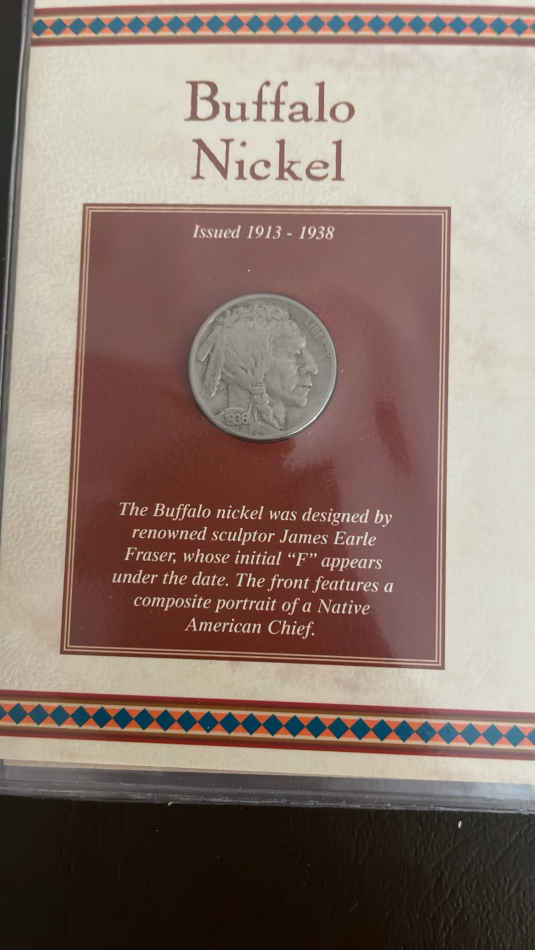 Buffalo
Nickel
Issued 1913 - 1938
1936
The Buffalo nickel was designed by
renowned sculptor James Earle
Fraser, whose initial “F” appears
under the date. The front features a
composite portrait of a Native
American Chief.